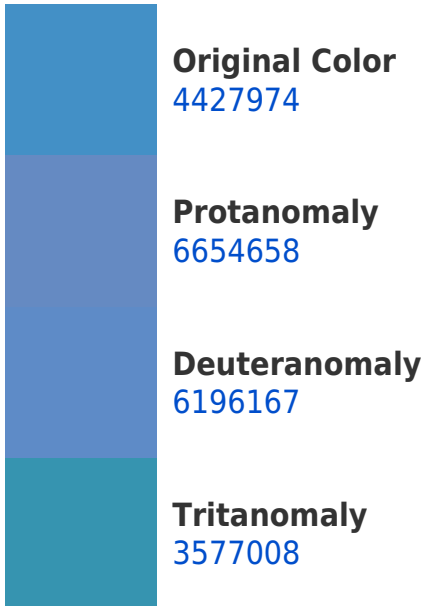 Original Color
4427974
Protanomaly
6654658
Deuteranomaly
6196167
Tritanomaly
3577008